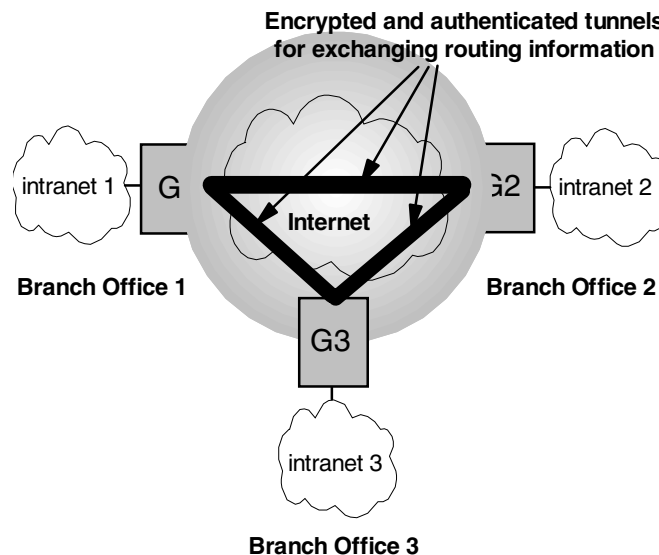 Encrypted and authenticated tunnels
for exchanging routing information
intranet 1
G
G2
intranet 2
Internet
Branch Office 1
Branch Office 2
G3
intranet 3
Branch Office 3